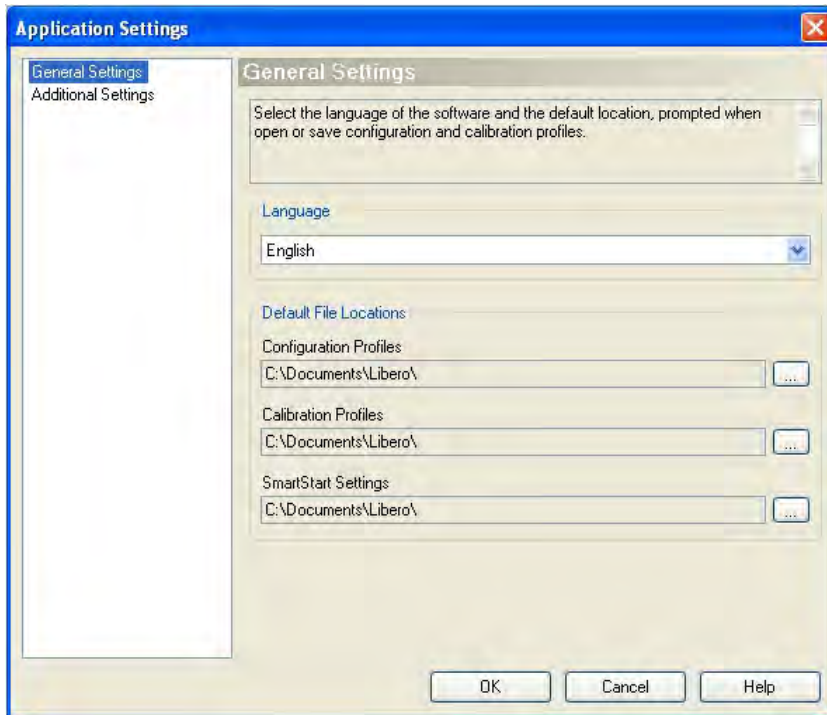 Application Settings
General Settings
Additional Settings
General Settings
Select the language of the software and the default location, prompted when
open or save configuration and calibration profiles.
Language
English
Default File Locations
Configuration Profiles
C:\Documents\Libero\
...
Calibration Profiles
C:\Documents\Libero\
...
SmartStart Settings
C:\Documents\Libero\
...
OK
Cancel
Help